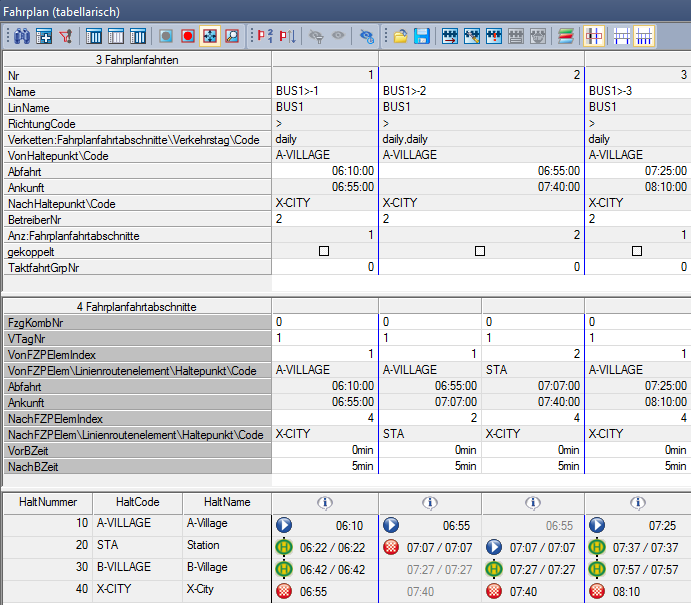 Fahrplan (tabellarisch)
3 Fahrplanfahrten
Nr 1 2 3
Name BUS1>-1 BUS1>-2 BUS1>-3
LinName BUS1 BUS1 BUS1
RichtungCode > > >
Verketten:Fahrplanfahrtabschnitte\Verkehrstag\Code daily daily,daily daily
VonHaltepunkt\Code A-VILLAGE A-VILLAGE A-VILLAGE
Abfahrt 06:10:00 06:55:00 07:25:00
Ankunft 06:55:00 07:40:00 08:10:00
NachHaltepunkt\Code X-CITY X-CITY X-CITY
BetreiberNr 2 2 2
Anz:Fahrplanfahrtabschnitte 1 2 1
gekoppelt
TaktfahrtGrpNr 0 0 0
4 Fahrplanfahrtabschnitte
FzgKombNr 0 0 0 0
VTagNr 1 1 1 1
VonFZPElemIndex 1 1 2 1
VonFZPElem\Linienroutenelement\Haltepunkt\Code A-VILLAGE A-VILLAGE STA A-VILLAGE
Abfahrt 06:10:00 06:55:00 07:07:00 07:25:00
Ankunft 06:55:00 07:07:00 07:40:00 08:10:00
NachFZPElemIndex 4 2 4 4
NachFZPElem\Linienroutenelement\Haltepunkt\Code X-CITY STA X-CITY X-CITY
VorBZeit 0min 0min 0min 0min
NachBZeit 5min 5min 5min 5min
HaltNummer HaltCode HaltName
10 A-VILLAGE A-Village 06:10 06:55 06:55 07:25
20 STA Station 06:22 / 06:22 07:07 / 07:07 07:07 / 07:07 07:37 / 07:37
30 B-VILLAGE B-Village 06:42 / 06:42 07:27 / 07:27 07:27 / 07:27 07:57 / 07:57
40 X-CITY X-City 06:55 07:40 07:40 08:10